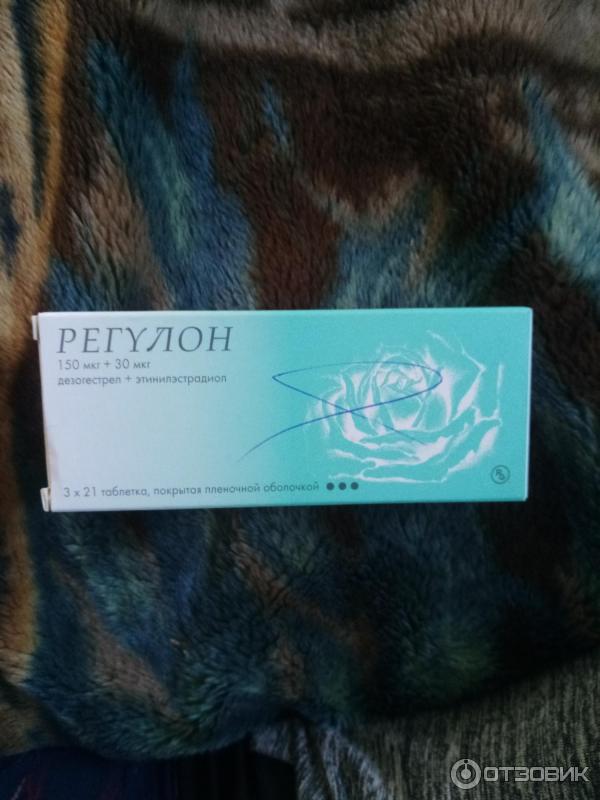 РЕГУЛОН
150 мкг + 30 мкг
дезогестрел + этинилэстрадиол
3 x 21 таблетка, покрытая пленочной оболочкой
ОТЗОВИК